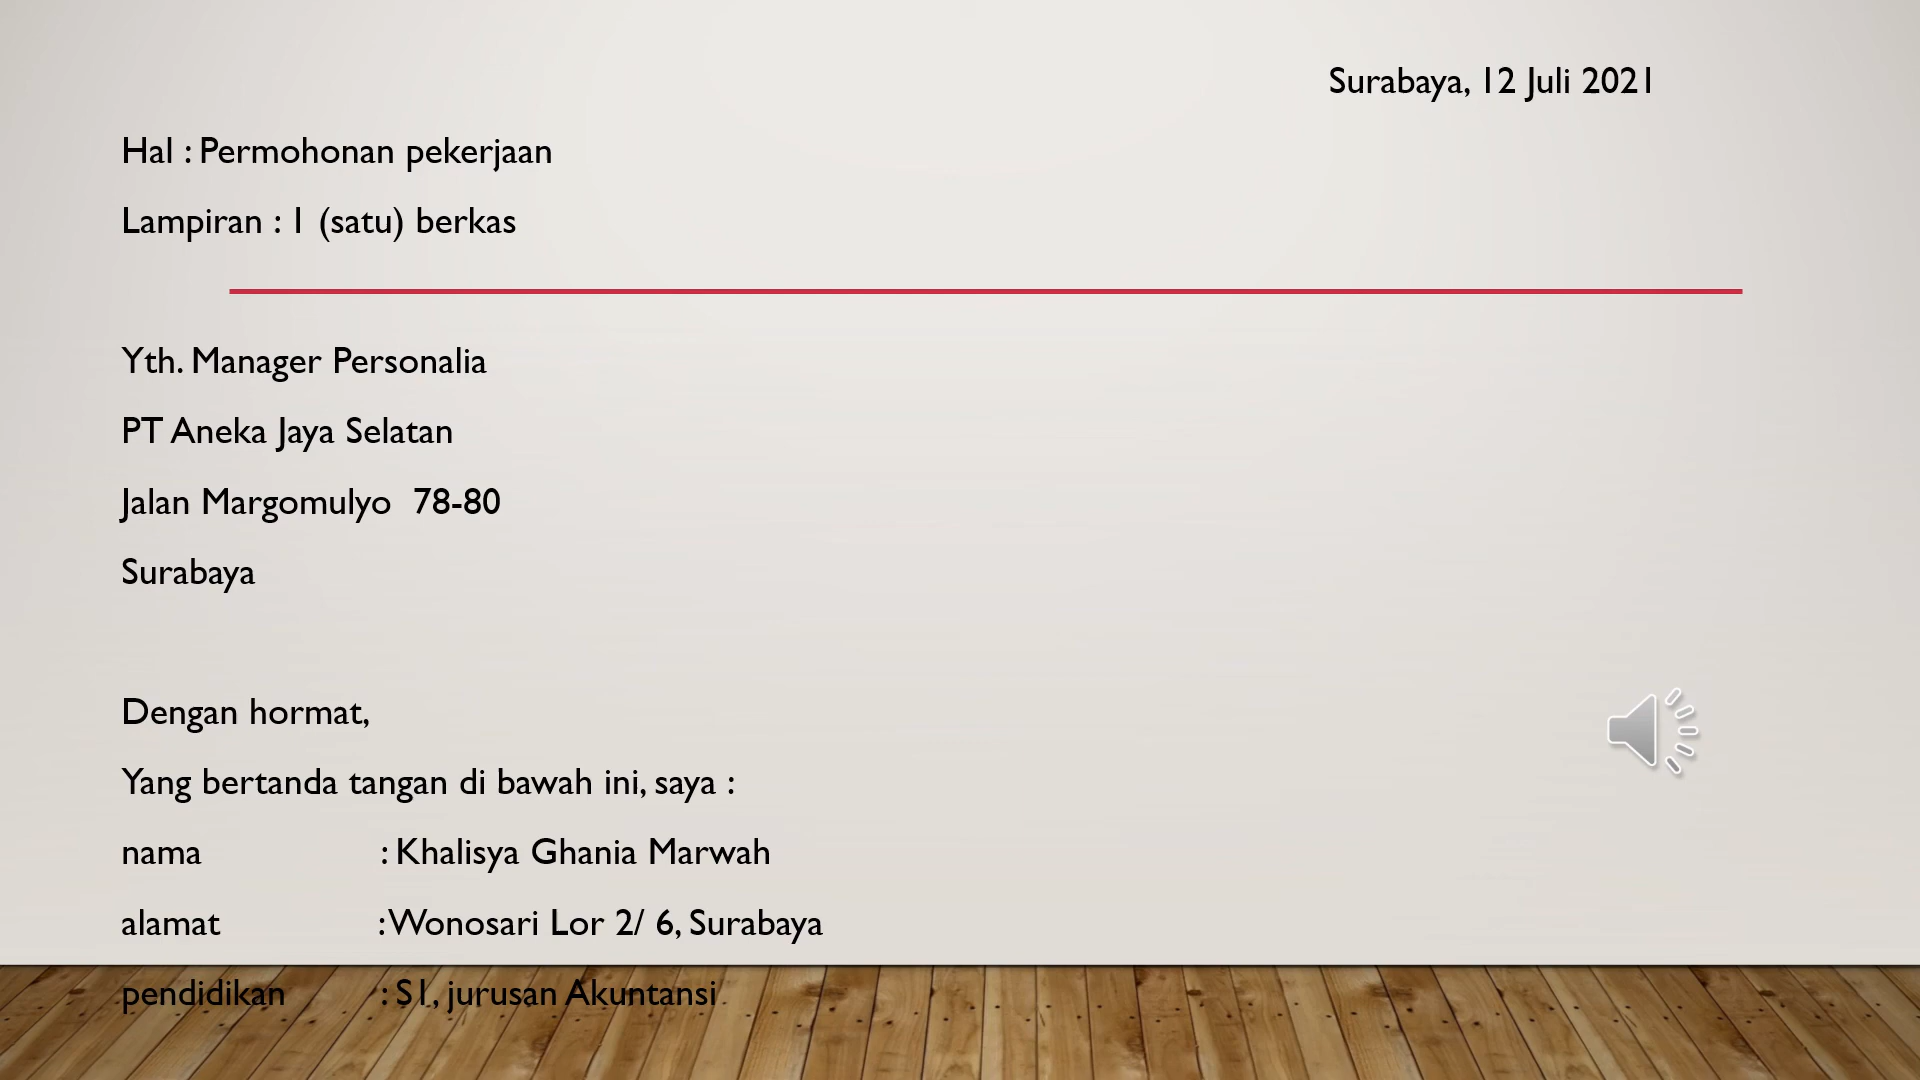 Surabaya, 12 Juli 2021
Hal : Permohonan pekerjaan
Lampiran : 1 (satu) berkas
Yth. Manager Personalia
PT Aneka Jaya Selatan
Jalan Margomulyo  78-80
Surabaya
Dengan hormat,
Yang bertanda tangan di bawah ini, saya :
nama : Khalisya Ghania Marwah
alamat : Wonosari Lor 2/ 6, Surabaya
pendidikan : S1, jurusan Akuntansi